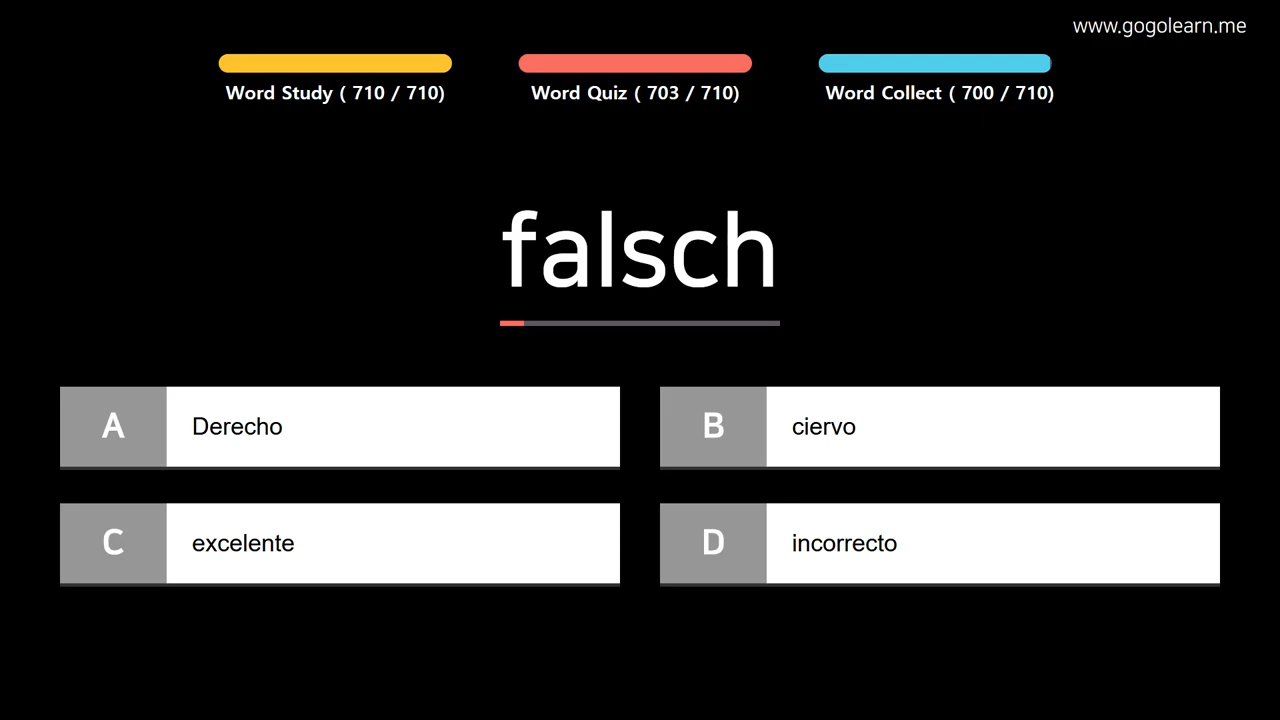 www.gogolearn.me
Word Study ( 710 / 710)
Word Quiz ( 703 / 710)
Word Collect ( 700 / 710)
falsch
A
Derecho
B
ciervo
C
excelente
D
incorrecto